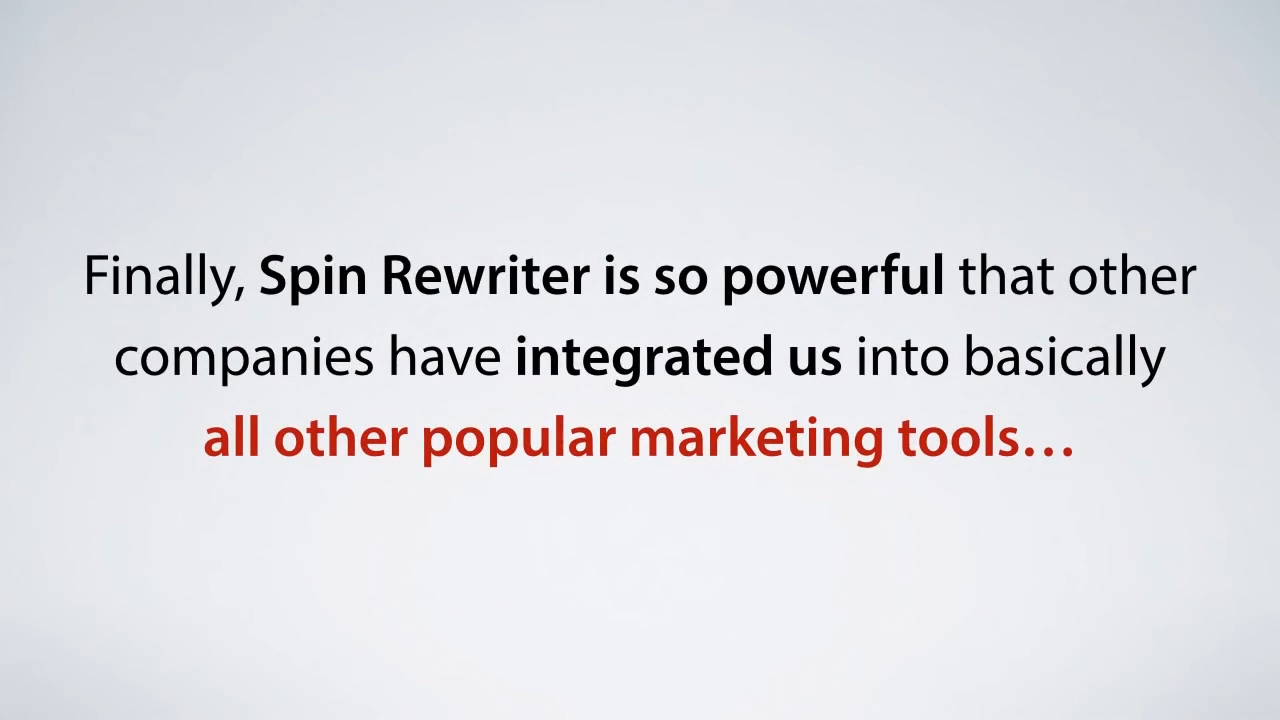 Finally, Spin Rewriter is so powerful that other
companies have integrated us into basically
all other popular marketing tools…